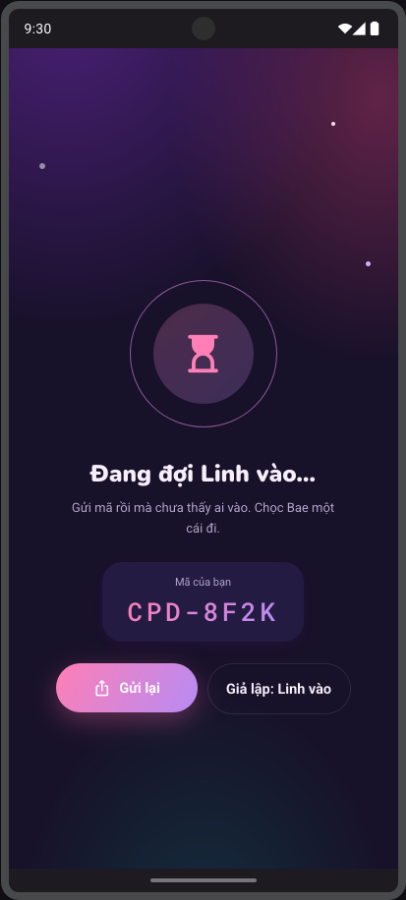 9:30
Đang đợi Linh vào...
Gửi mã rồi mà chưa thấy ai vào. Chọc Bae một
cái đi.
Mã của bạn
CPD-8F2K
Gửi lại
Giả lập: Linh vào